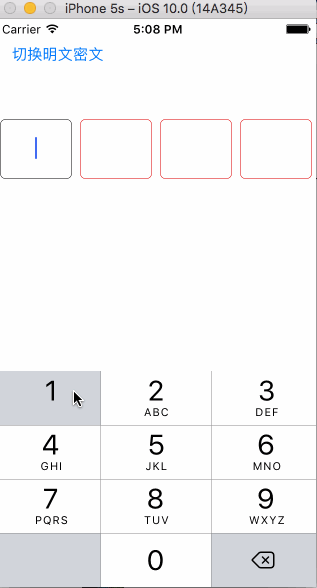 iPhone 5s – iOS 10.0 (14A345)
Carrier 5:08 PM
切换明文密文
1 2 3
ABC DEF
4 5 6
GHI JKL MNO
7 8 9
PQRS TUV WXYZ
0